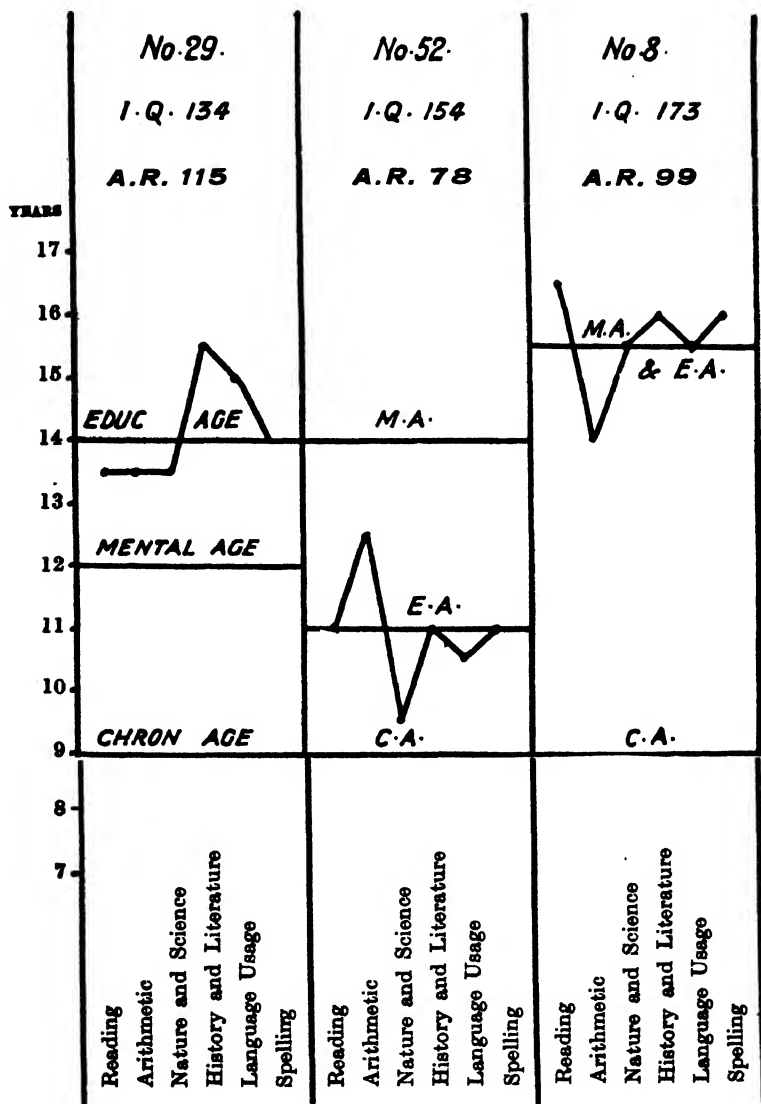 No. 29. No. 52. No. 8.
I.Q. 134 I.Q. 154 I.Q. 173
A.R. 115 A.R. 78 A.R. 99
YEARS
17
16
M.A.
15
& E.A.
EDUC AGE M.A.
14
13
MENTAL AGE
12
E.A.
11
10
CHRON AGE C.A. C.A.
9
8
7
Reading
Arithmetic
Nature and Science
History and Literature
Language Usage
Spelling
Reading
Arithmetic
Nature and Science
History and Literature
Language Usage
Spelling
Reading
Arithmetic
Nature and Science
History and Literature
Language Usage
Spelling